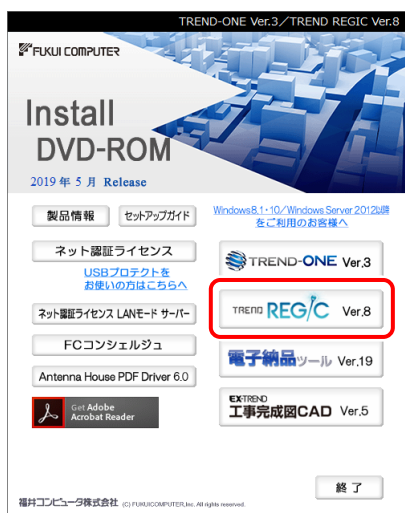 TREND-ONE Ver.3／TREND REGIC Ver.8
FUKUI COMPUTER
Install
DVD-ROM
2019 年 5 月 Release
製品情報
セットアップガイド
Windows8.1・10／Windows Server 2012以降
をご利用のお客様へ
ネット認証ライセンス
USBプロテクトを
お使いの方はこちらへ
ネット認証ライセンス LANモード サーバー
FCコンシェルジュ
Antenna House PDF Driver 6.0
Get Adobe
Acrobat Reader
TREND-ONE Ver.3
TREND REGIC Ver.8
電子納品ツール Ver.19
EX-TREND
工事完成図CAD Ver.5
終 了
福井コンピュータ株式会社 (C) FUKUICOMPUTER,Inc. All rights reserved.